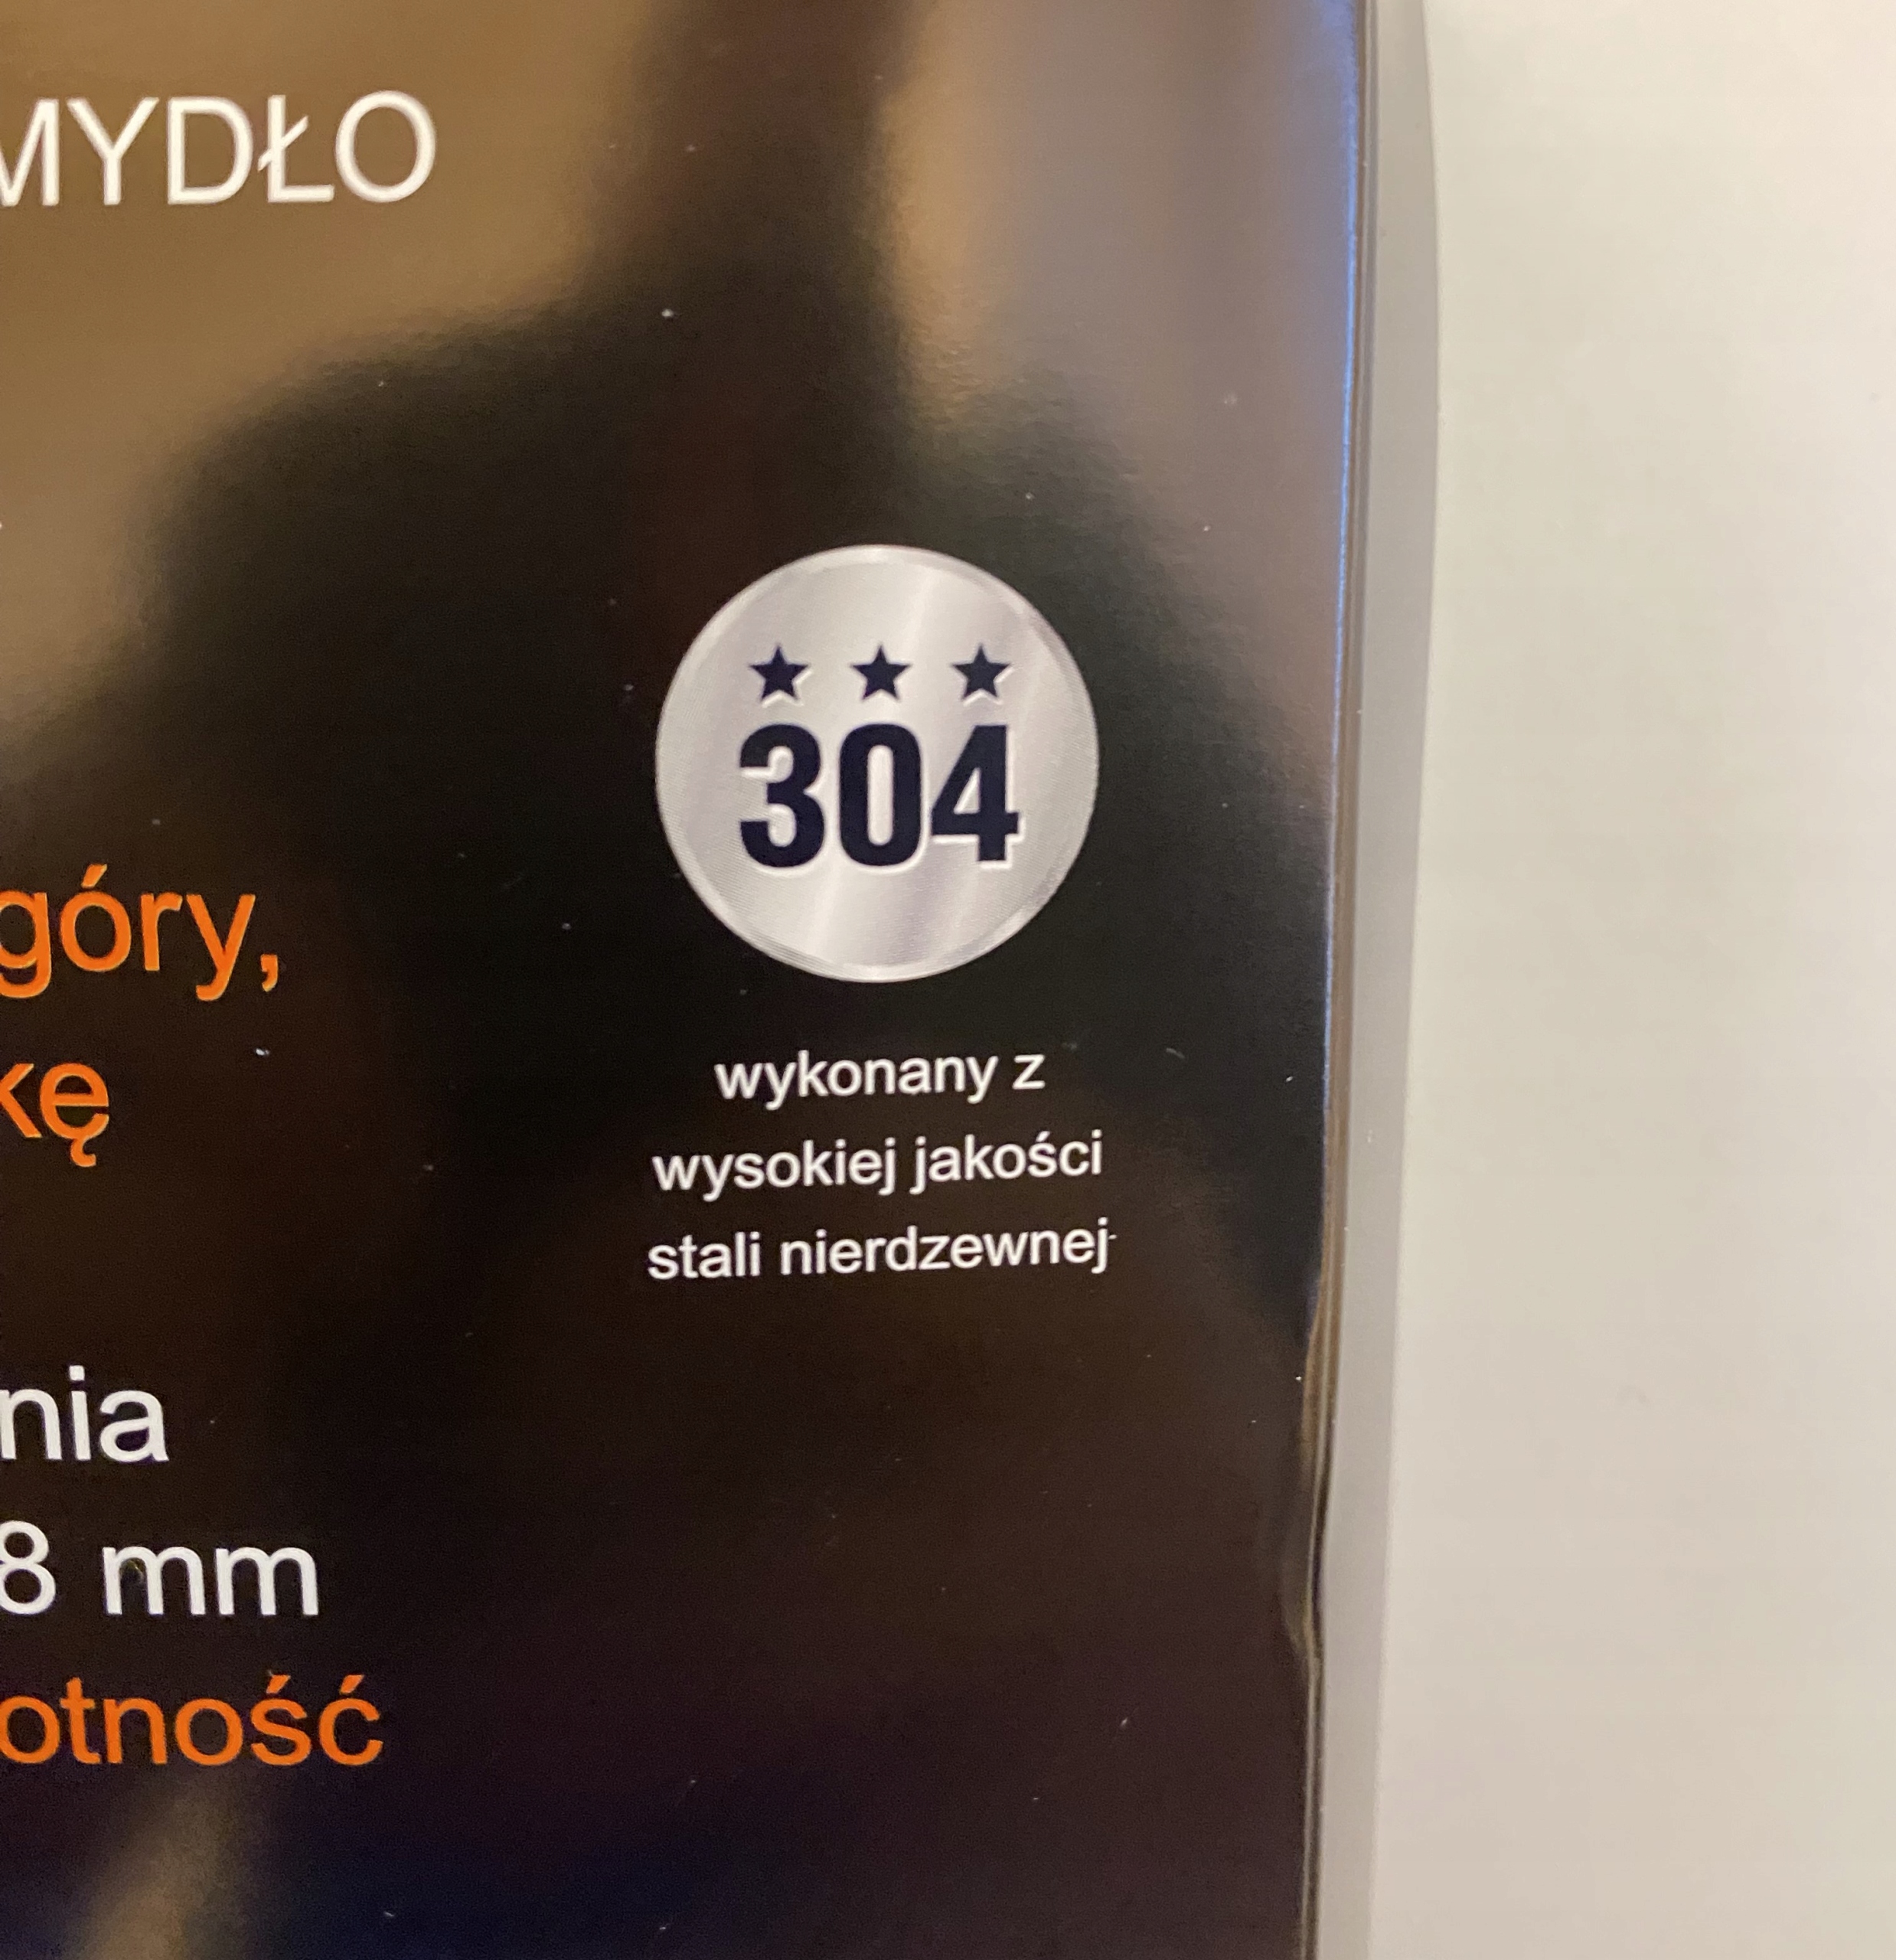 MYDŁO
304
góry,
wykonany z
kę
wysokiej jakości
stali nierdzewnej
nia
8 mm
otność